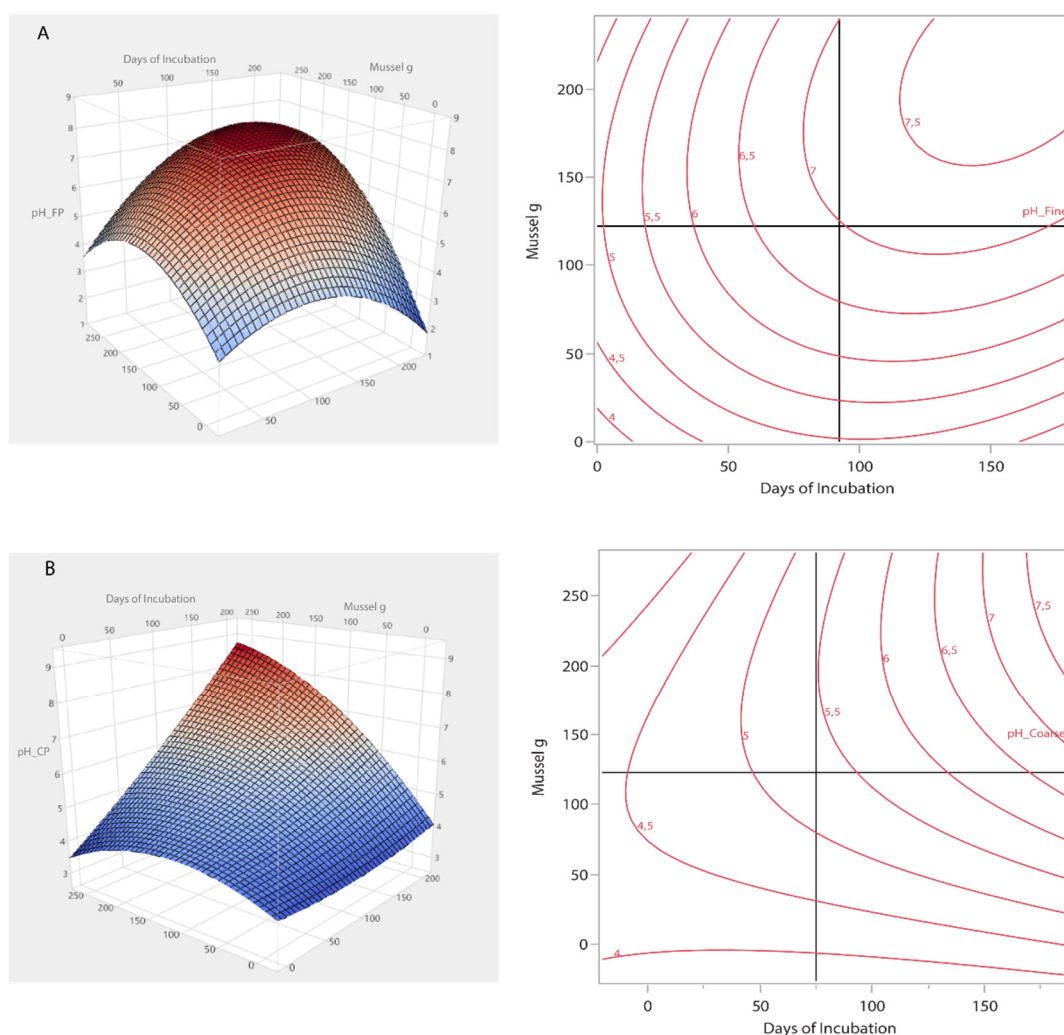 A
Days of Incubation
Mussel g
50 100 150 200 250 200 150 100 50 0
9 9
8 8
7 7
6 6
pH_FP 5 5
4 4
3 3
2 2
1 1
250 200 150 100 50 0
50 100 150 200
200
150
100
50
0
Mussel g
7,5
6,5
7
5,5
6
pH_Fine
5
4,5
4
0 50 100 150
Days of Incubation
B
Days of Incubation
Mussel g
0 50 100 150 200 250 200 150 100 50 0
9 9
8 8
7 7
pH_CP
6 6
5 5
4 4
3 3
250 200 150 100 50 0
0 50 100 150 200
250
200
150
100
50
0
Mussel g
7,5
7
6,5
6
5,5
5
pH_Coarse
4,5
4
0 50 100 150
Days of Incubation